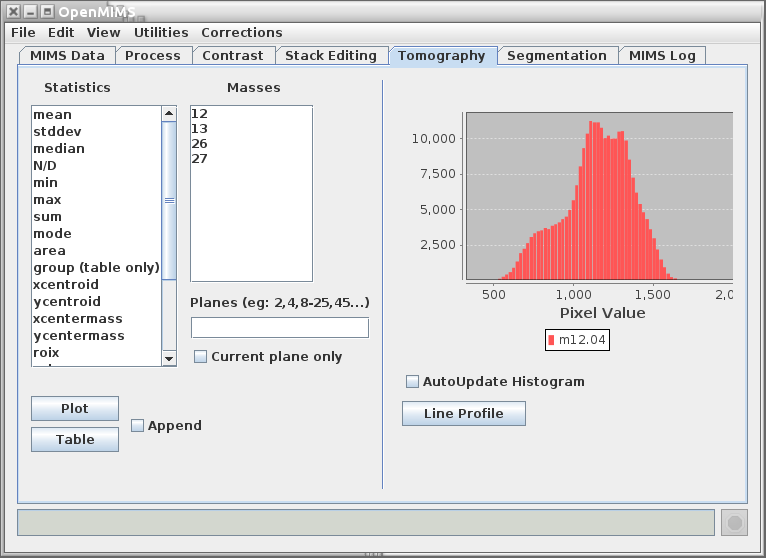 OpenMIMS
File Edit View Utilities Corrections
MIMS Data Process Contrast Stack Editing Tomography Segmentation MIMS Log
Statistics
mean
stddev
median
N/D
min
max
sum
mode
area
group (table only)
xcentroid
ycentroid
xcentermass
ycentermass
roix
Masses
12
13
26
27
Planes (eg: 2,4,8-25,45...)
Current plane only
Plot
Table
Append
10,000
7,500
5,000
2,500
500 1,000 1,500 2,0
Pixel Value
m12.04
AutoUpdate Histogram
Line Profile